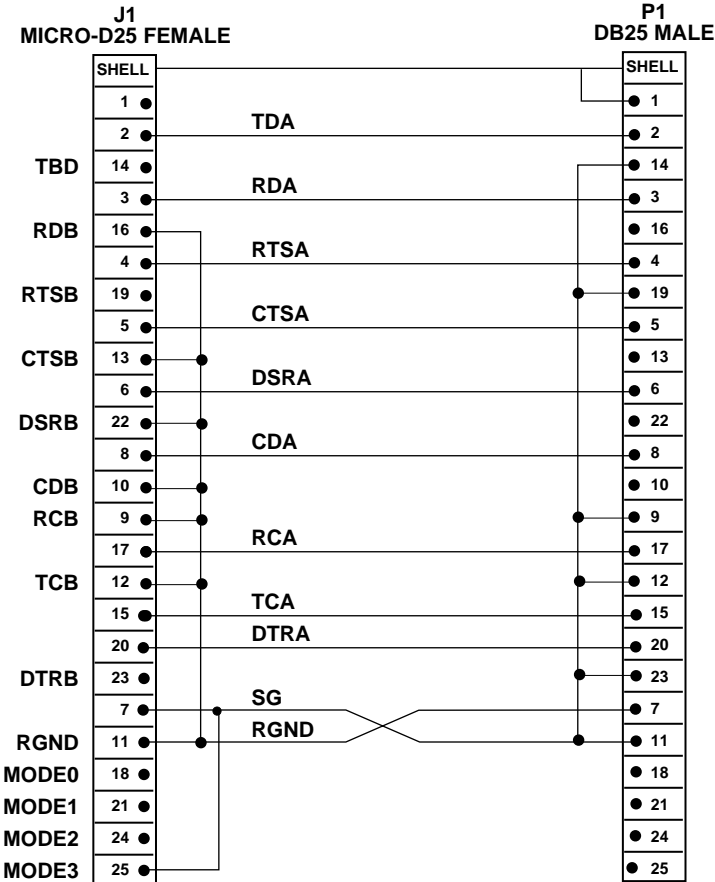 J1 P1
MICRO-D25 FEMALE DB25 MALE
SHELL SHELL
1 1
2 TDA 2
TBD 14 14
3 RDA 3
RDB 16 16
4 RTSA 4
RTSB 19 19
5 CTSA 5
CTSB 13 13
6 DSRA 6
DSRB 22 22
8 CDA 8
CDB 10 10
RCB 9 9
17 RCA 17
TCB 12 12
15 TCA 15
20 DTRA 20
DTRB 23 23
7 SG 7
RGND 11 RGND 11
MODE0 18 18
MODE1 21 21
MODE2 24 24
MODE3 25 25